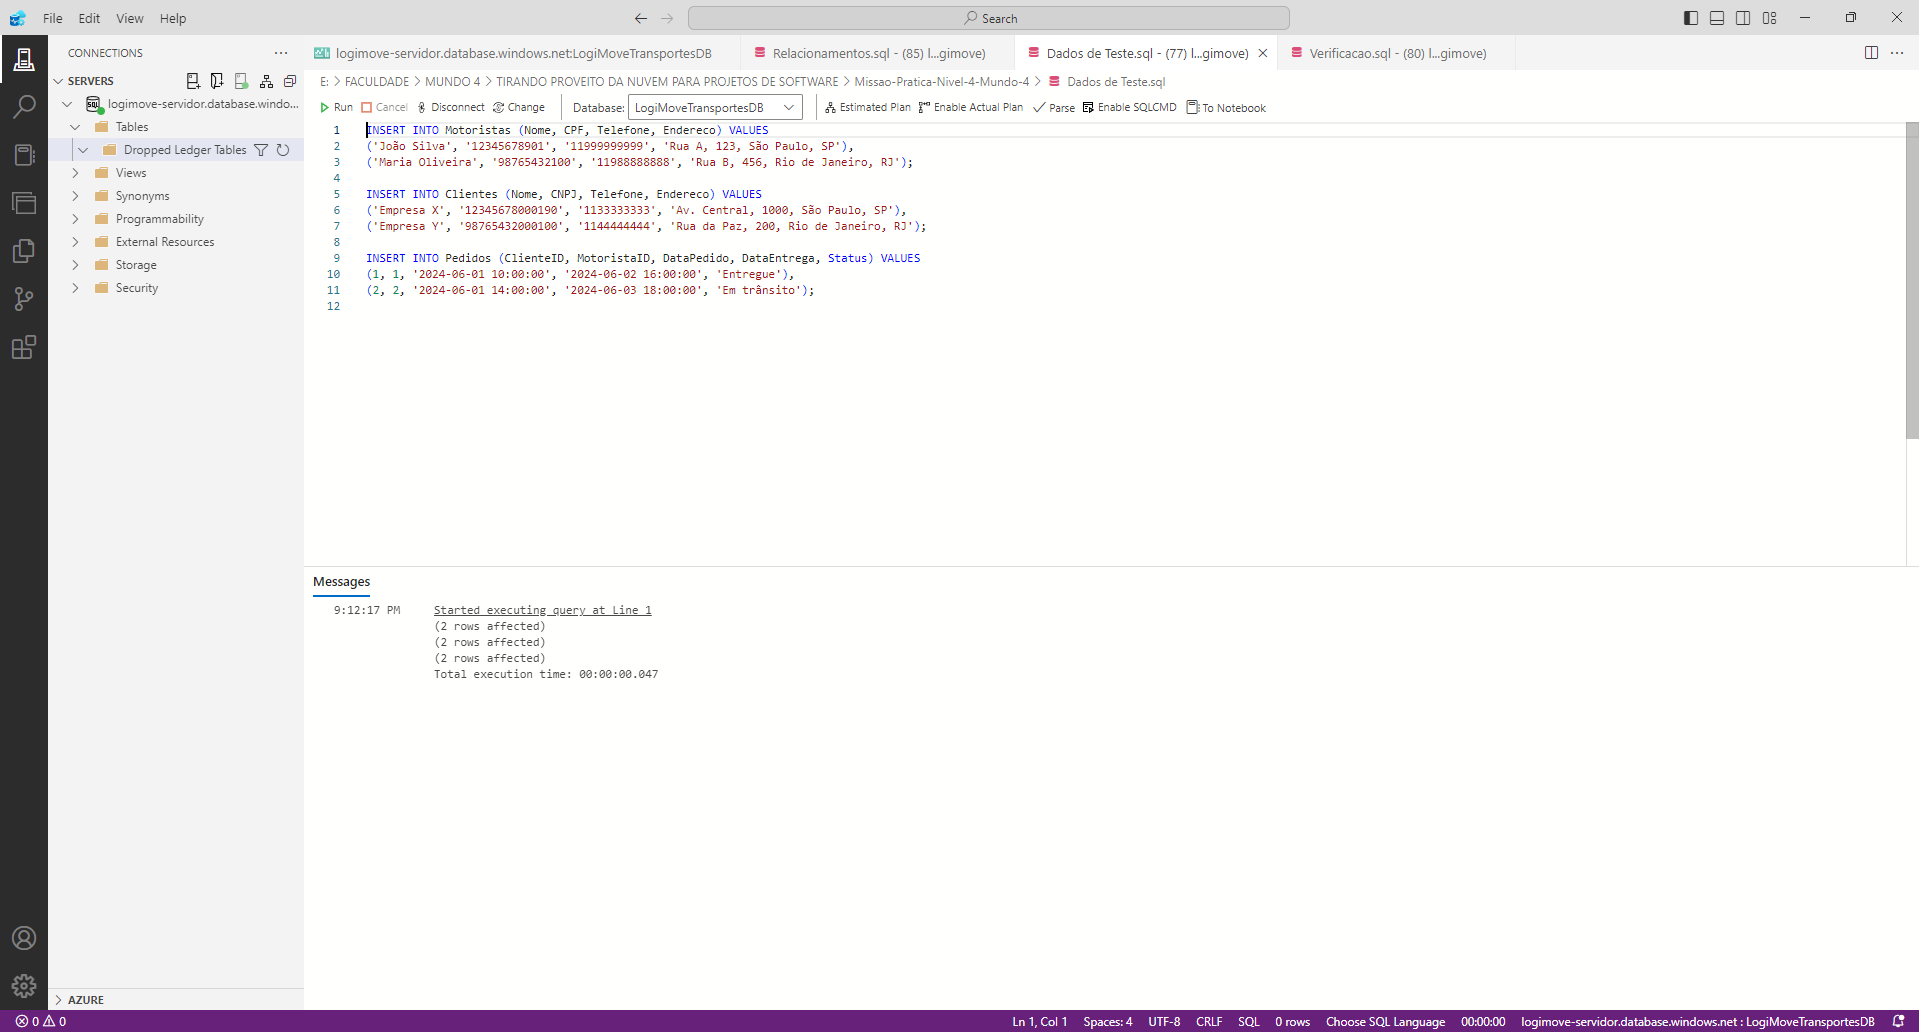 File Edit View Help
Search
CONNECTIONS
SERVERS
logimove-servidor.database.windo...
Tables
Dropped Ledger Tables
Views
Synonyms
Programmability
External Resources
Storage
Security
AZURE
logimove-servidor.database.windows.net:LogiMoveTransportesDB
Relacionamentos.sql - (85) l...gimove)
Dados de Teste.sql - (77) l...gimove)
Verificacao.sql - (80) l...gimove)
E: > FACULDADE > MUNDO 4 > TIRANDO PROVEITO DA NUVEM PARA PROJETOS DE SOFTWARE > Missao-Pratica-Nivel-4-Mundo-4 > Dados de Teste.sql
Run Cancel Disconnect Change Database: LogiMoveTransportesDB Estimated Plan Enable Actual Plan Parse Enable SQLCMD To Notebook
1 INSERT INTO Motoristas (Nome, CPF, Telefone, Endereco) VALUES
2 ('João Silva', '12345678901', '11999999999', 'Rua A, 123, São Paulo, SP'),
3 ('Maria Oliveira', '98765432100', '11988888888', 'Rua B, 456, Rio de Janeiro, RJ');
4
5 INSERT INTO Clientes (Nome, CNPJ, Telefone, Endereco) VALUES
6 ('Empresa X', '12345678000190', '1133333333', 'Av. Central, 1000, São Paulo, SP'),
7 ('Empresa Y', '98765432000100', '1144444444', 'Rua da Paz, 200, Rio de Janeiro, RJ');
8
9 INSERT INTO Pedidos (ClienteID, MotoristaID, DataPedido, DataEntrega, Status) VALUES
10 (1, 1, '2024-06-01 10:00:00', '2024-06-02 16:00:00', 'Entregue'),
11 (2, 2, '2024-06-01 14:00:00', '2024-06-03 18:00:00', 'Em trânsito');
12
Messages
9:12:17 PM Started executing query at Line 1
(2 rows affected)
(2 rows affected)
(2 rows affected)
Total execution time: 00:00:00.047
0 0 Ln 1, Col 1 Spaces: 4 UTF-8 CRLF SQL 0 rows Choose SQL Language 00:00:00 logimove-servidor.database.windows.net : LogiMoveTransportesDB